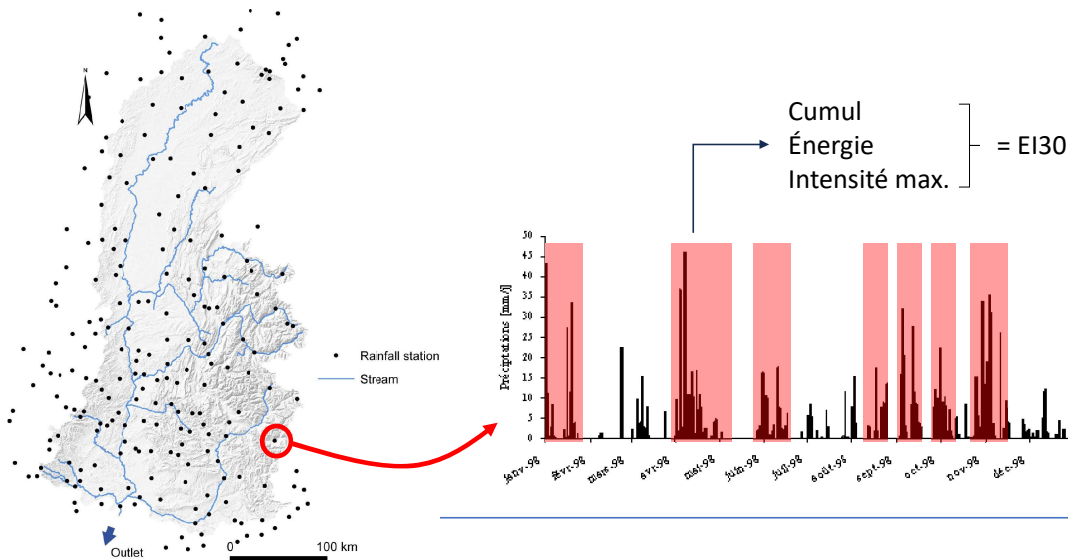 N
Ranfall station
Stream
Outlet
0 100 km
Cumul
Énergie
Intensité max.
= EI30
Préciptations [mm/j]
50
45
40
35
30
25
20
15
10
5
0
janv.-98
févr.-98
mars-98
avr.-98
mai-98
juin-98
juil.-98
août-98
sept.-98
oct.-98
nov.-98
déc.-98